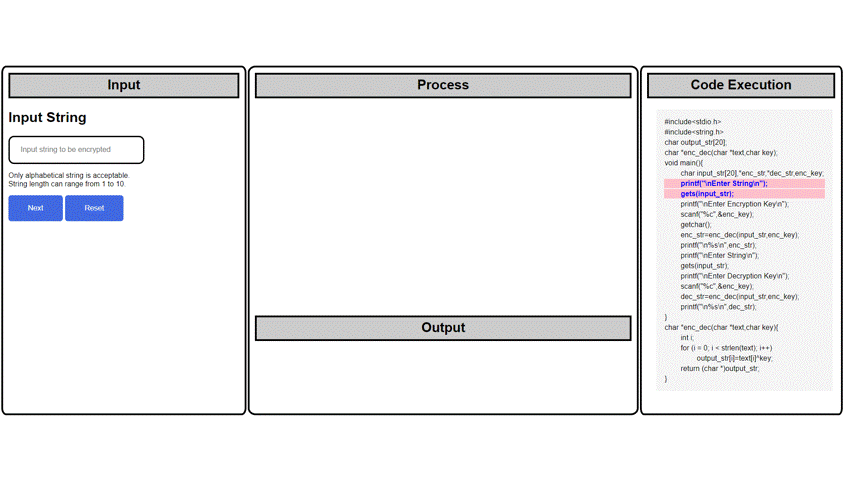 Input
Input String
Input string to be encrypted
Only alphabetical string is acceptable.
String length can range from 1 to 10.
Next
Reset
Process
Output
Code Execution
#include<stdio.h>
#include<string.h>
char output_str[20];
char *enc_dec(char *text,char key);
void main(){
char input_str[20],*enc_str,*dec_str,enc_key;
printf("\nEnter String\n");
gets(input_str);
printf("\nEnter Encryption Key\n");
scanf("%c",&enc_key);
getchar();
enc_str=enc_dec(input_str,enc_key);
printf("\n%s\n",enc_str);
printf("\nEnter String\n");
gets(input_str);
printf("\nEnter Decryption Key\n");
scanf("%c",&enc_key);
dec_str=enc_dec(input_str,enc_key);
printf("\n%s\n",dec_str);
}
char *enc_dec(char *text,char key){
int i;
for (i = 0; i < strlen(text); i++)
output_str[i]=text[i]^key;
return (char *)output_str;
}